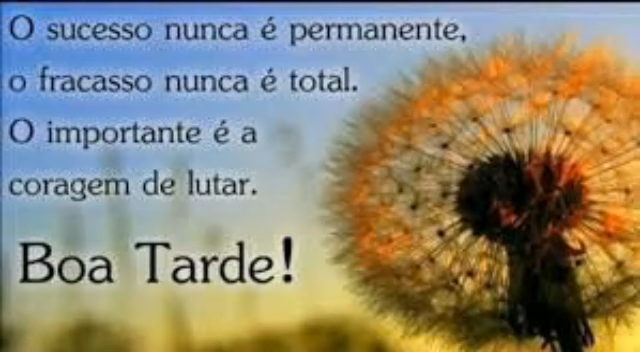 O sucesso nunca é permanente,
o fracasso nunca é total.
O importante é a
coragem de lutar.
Boa Tarde!